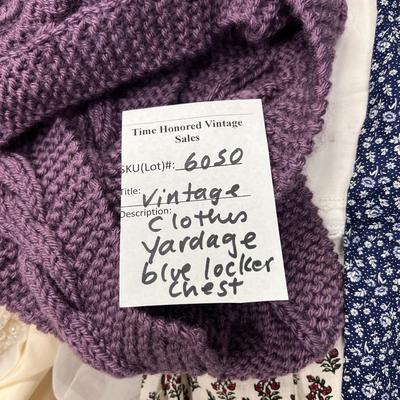 Time Honored Vintage
Sales
SKU(Lot)#: 6050
Title: Vintage
Description: Clothes
Yardage
blue locker
Chest